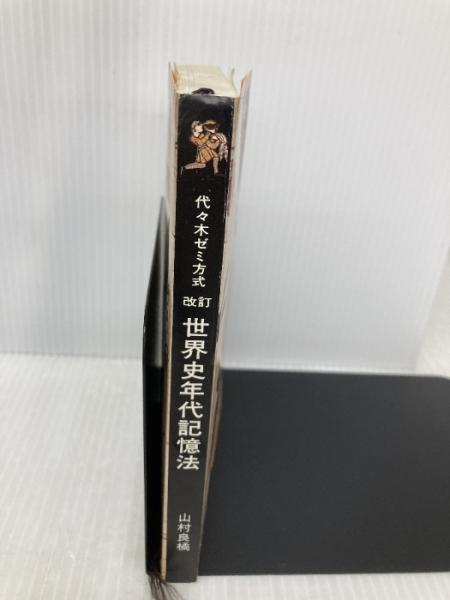 代々木ゼミ方式
改訂
世界史年代記憶法
山村良橘